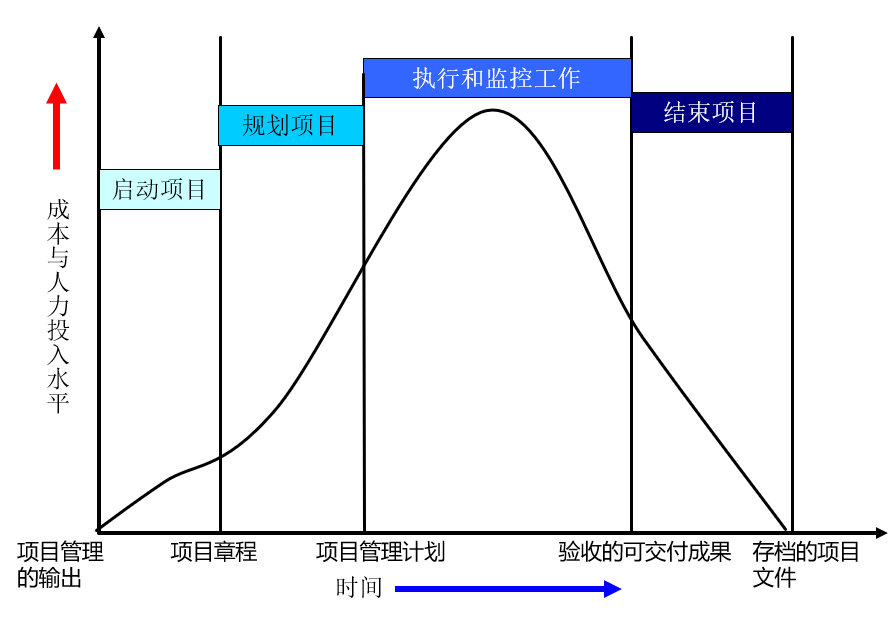 执行和监控工作
结束项目
规划项目
启动项目
成本与人力投入水平
项目管理
的输出
项目章程
项目管理计划
验收的可交付成果
存档的项目
文件
时间